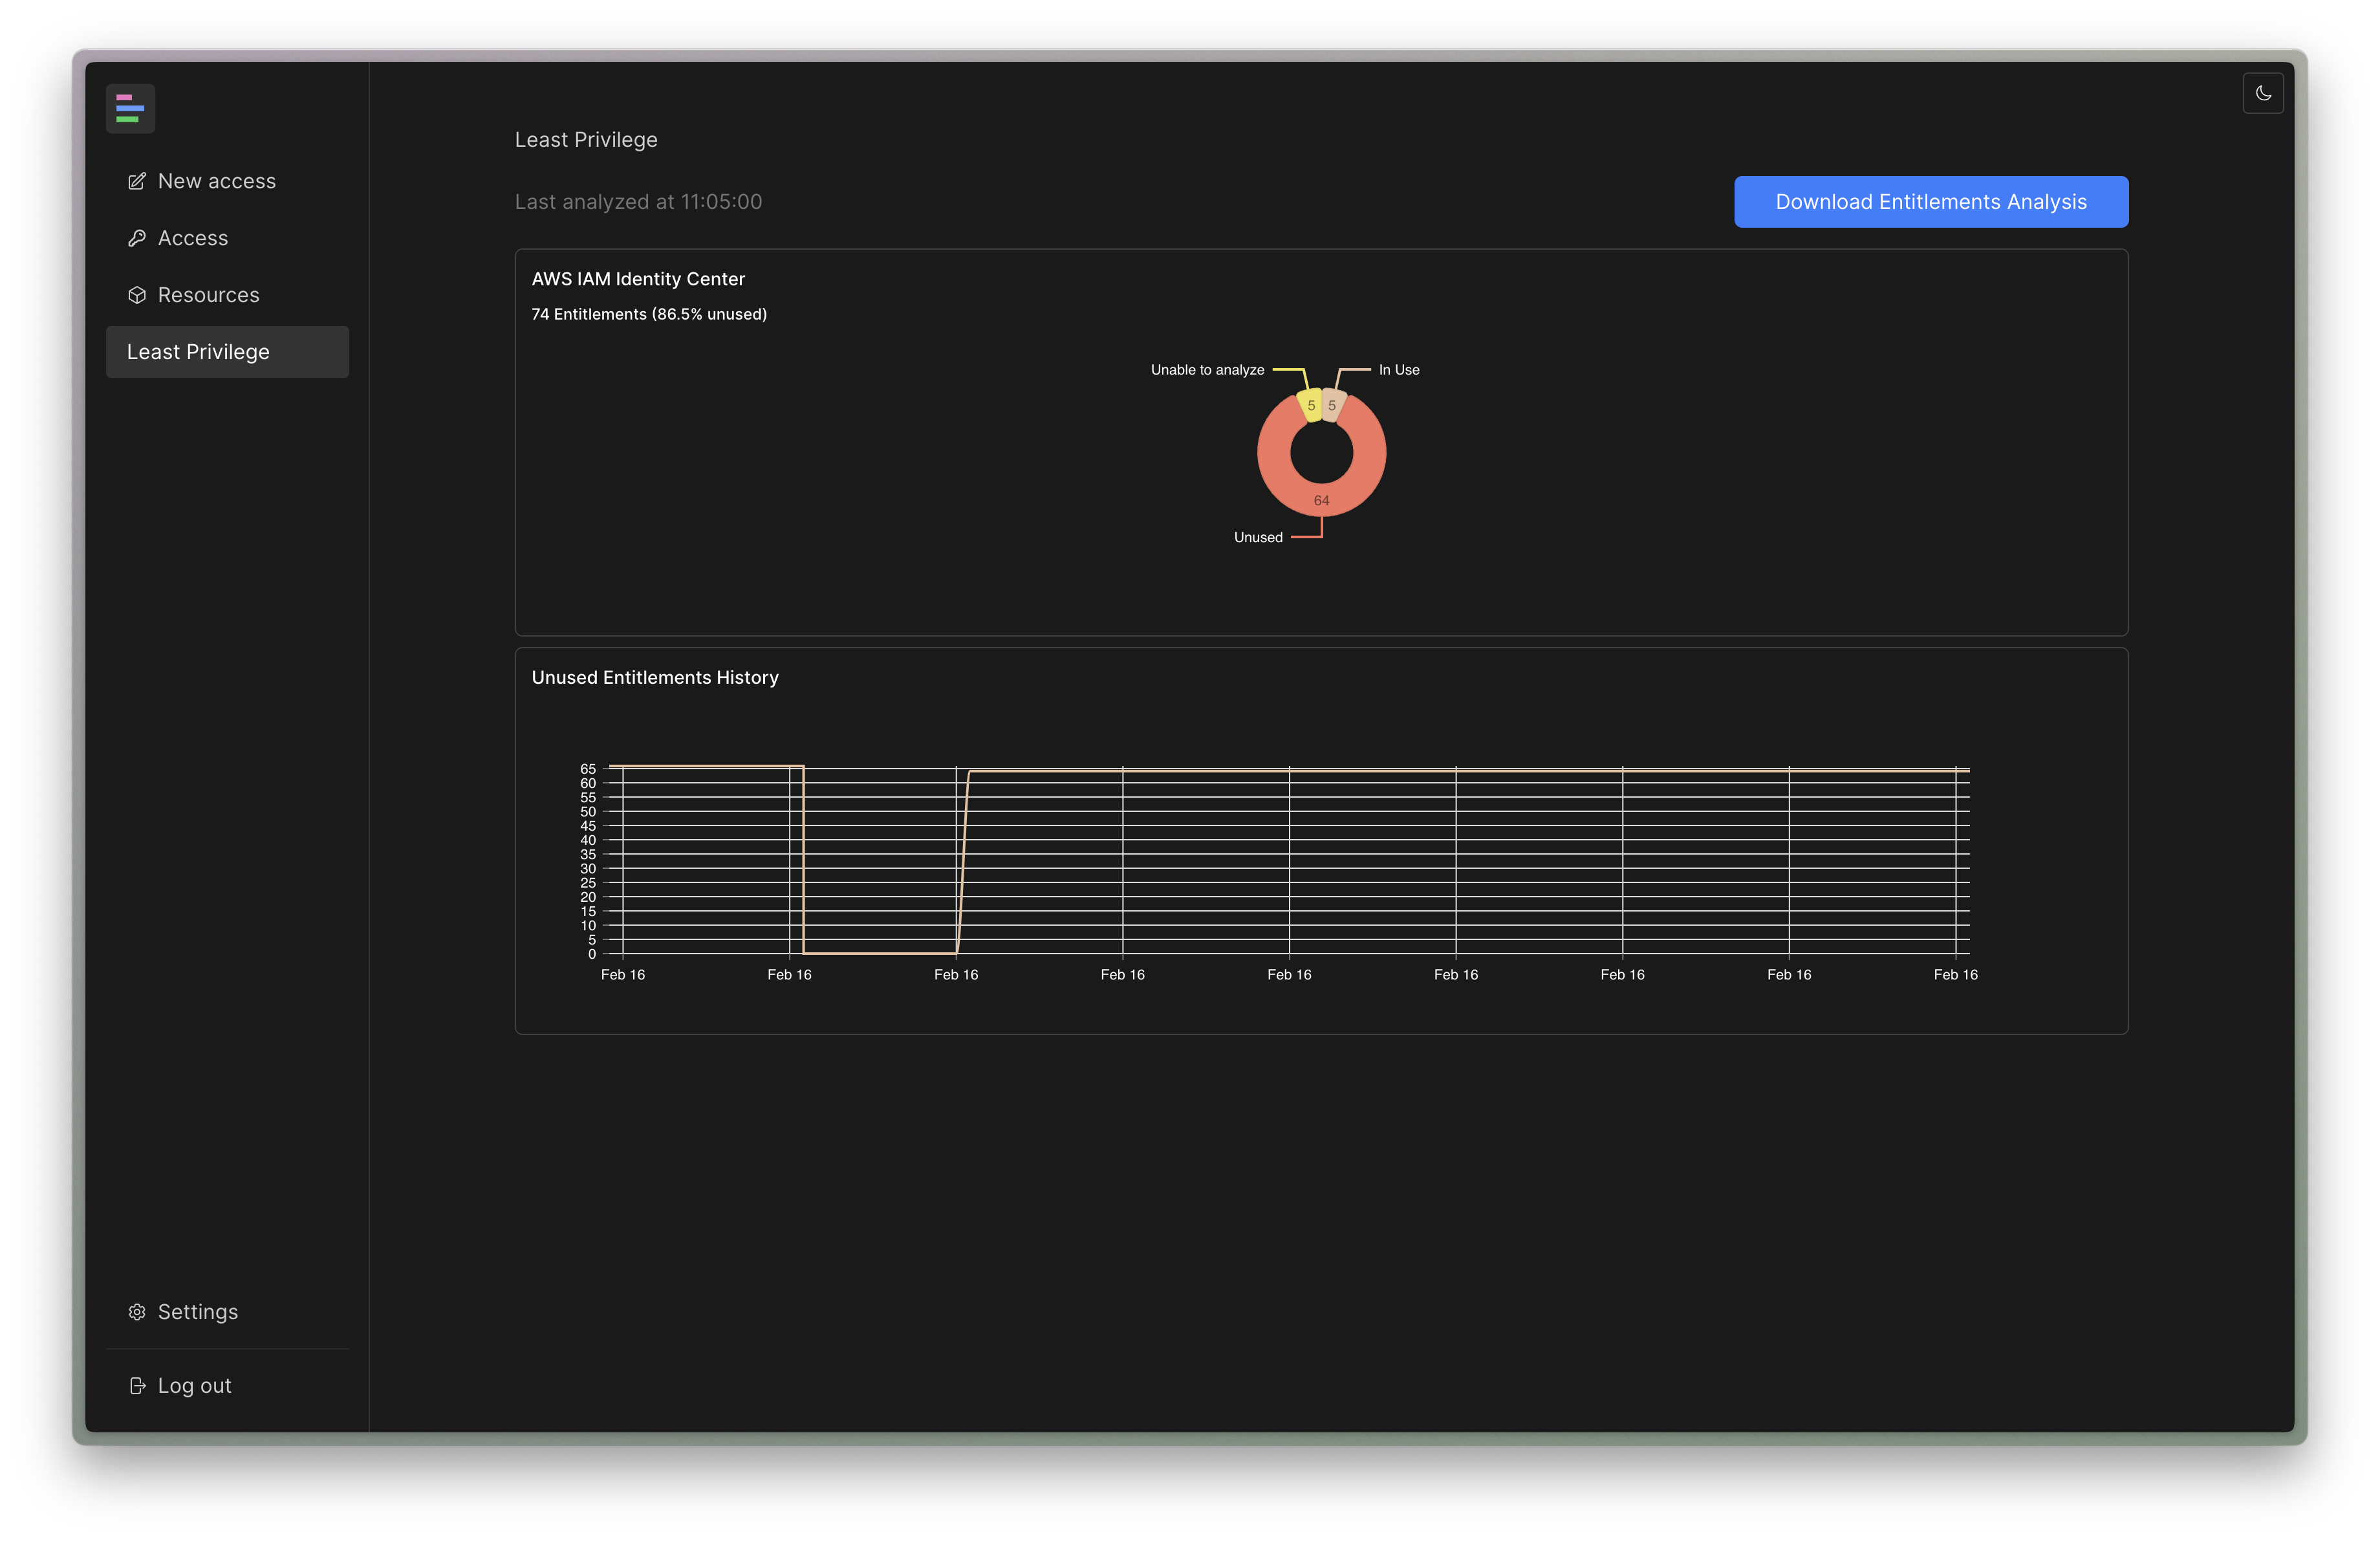 New access
Access
Resources
Least Privilege
Settings
Log out
Least Privilege
Last analyzed at 11:05:00
Download Entitlements Analysis
AWS IAM Identity Center
74 Entitlements (86.5% unused)
Unable to analyze
In Use
5
5
64
Unused
Unused Entitlements History
65
60
55
50
45
40
35
30
25
20
15
10
5
0
Feb 16 Feb 16 Feb 16 Feb 16 Feb 16 Feb 16 Feb 16 Feb 16 Feb 16